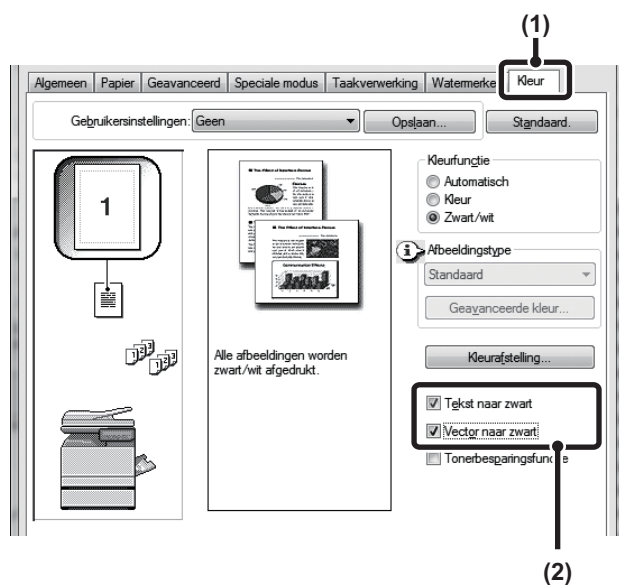 (1)
Algemeen Papier Geavanceerd Speciale modus Taakverwerking Watermerke Kleur
Gebruikersinstellingen: Geen Opslaan... Standaard.
1
Kleurfunctie
Automatisch
Kleur
Zwart/wit
Afbeeldingstype
Standaard
Geavanceerde kleur...
Alle afbeeldingen worden
zwart/wit afgedrukt.
Kleurafstelling...
Tekst naar zwart
Vector naar zwart
Tonerbesparingsfunctie
(2)